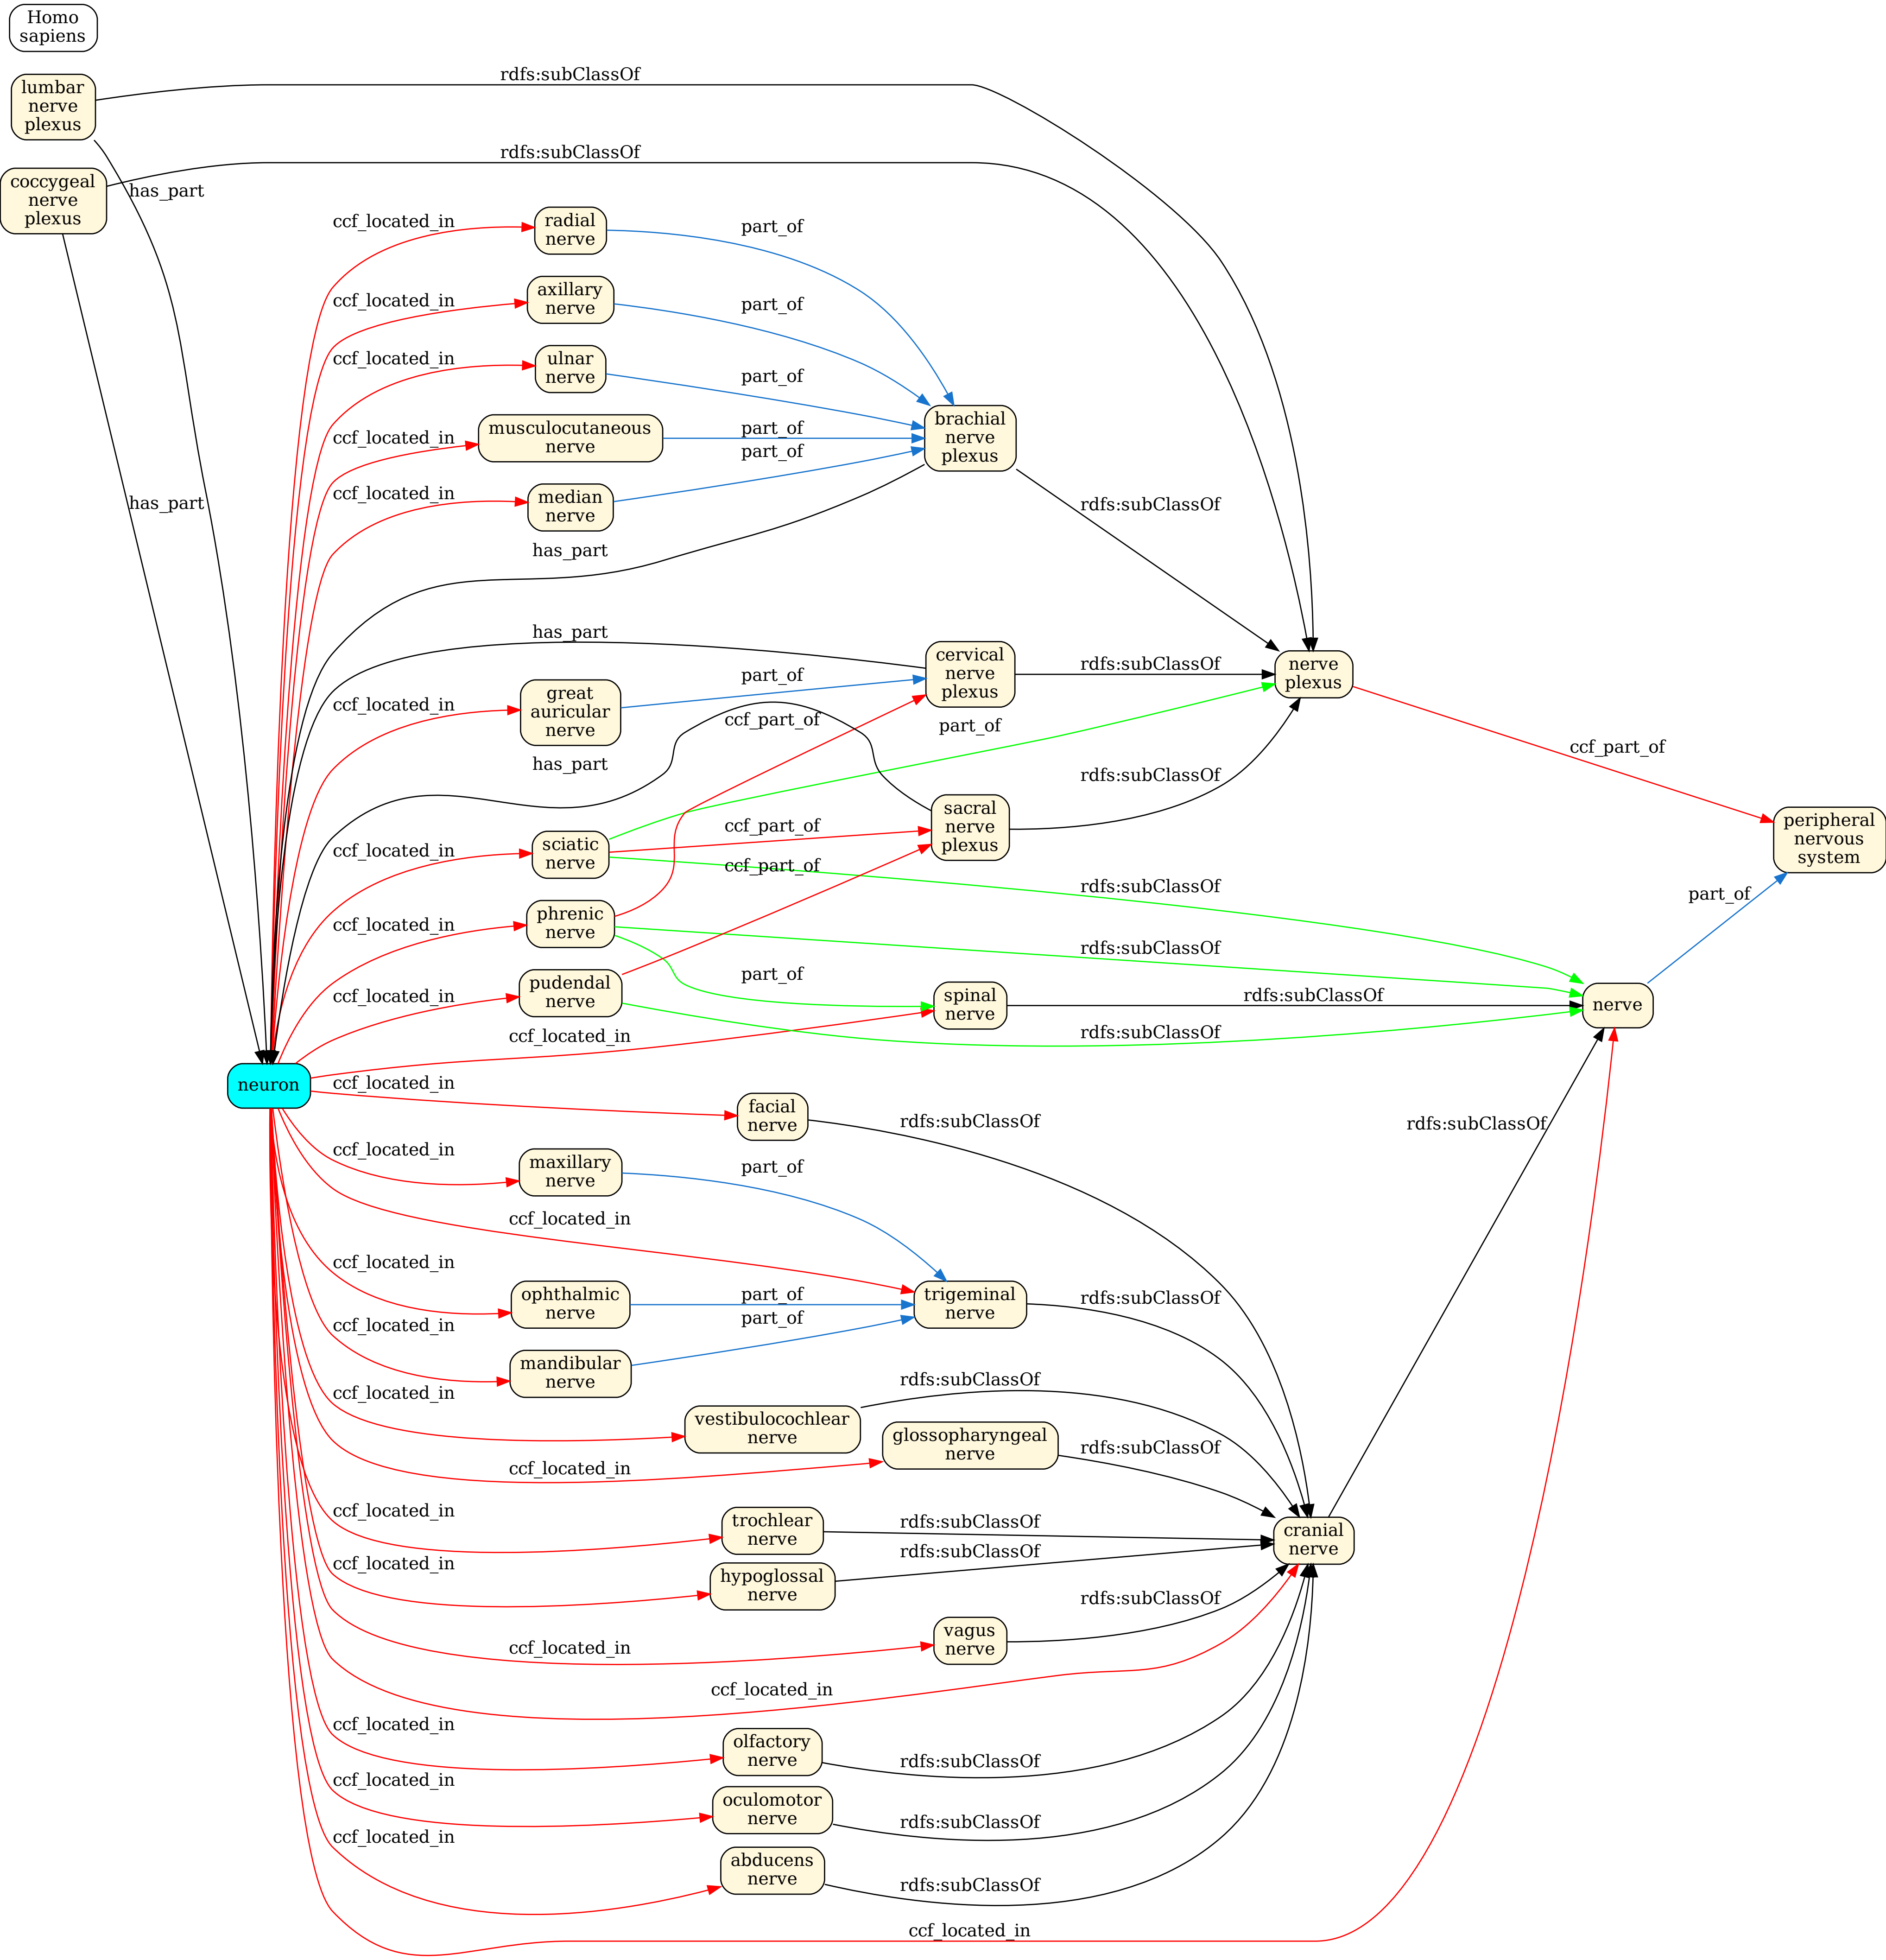 Homo
sapiens
lumbar
nerve
plexus
rdfs:subClassOf
coccygeal
nerve
plexus
rdfs:subClassOf
has_part
has_part
ccf_located_in
radial
nerve
part_of
ccf_located_in
axillary
nerve
part_of
ccf_located_in
ulnar
nerve
part_of
ccf_located_in
musculocutaneous
nerve
part_of
ccf_located_in
median
nerve
part_of
brachial
nerve
plexus
has_part
rdfs:subClassOf
has_part
cervical
nerve
plexus
rdfs:subClassOf
nerve
plexus
ccf_located_in
great
auricular
nerve
part_of
ccf_part_of
part_of
has_part
rdfs:subClassOf
ccf_part_of
ccf_located_in
sciatic
nerve
ccf_part_of
sacral
nerve
plexus
peripheral
nervous
system
ccf_part_of
rdfs:subClassOf
part_of
ccf_located_in
phrenic
nerve
rdfs:subClassOf
ccf_located_in
pudendal
nerve
part_of
spinal
nerve
rdfs:subClassOf
nerve
ccf_located_in
rdfs:subClassOf
neuron
ccf_located_in
facial
nerve
rdfs:subClassOf
rdfs:subClassOf
ccf_located_in
maxillary
nerve
part_of
ccf_located_in
ccf_located_in
ophthalmic
nerve
part_of
trigeminal
nerve
rdfs:subClassOf
ccf_located_in
mandibular
nerve
part_of
ccf_located_in
vestibulocochlear
nerve
rdfs:subClassOf
ccf_located_in
glossopharyngeal
nerve
rdfs:subClassOf
ccf_located_in
trochlear
nerve
rdfs:subClassOf
cranial
nerve
ccf_located_in
hypoglossal
nerve
rdfs:subClassOf
ccf_located_in
vagus
nerve
rdfs:subClassOf
ccf_located_in
ccf_located_in
olfactory
nerve
rdfs:subClassOf
ccf_located_in
oculomotor
nerve
rdfs:subClassOf
ccf_located_in
abducens
nerve
rdfs:subClassOf
ccf_located_in